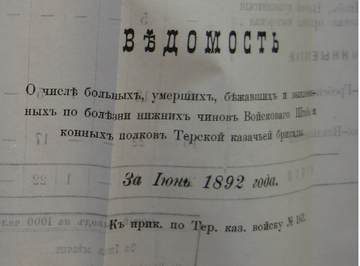 ВѢДОМОСТЬ
О числѣ больныхъ, умершихъ, бѣжавшихъ и
ныхъ по болѣзни нижнихъ чиновъ Войсковаго Штаба и
конныхъ полковъ Терской казачьей бригады.
За Іюнь 1892 года.
Къ прик. по Тер. каз. войску №